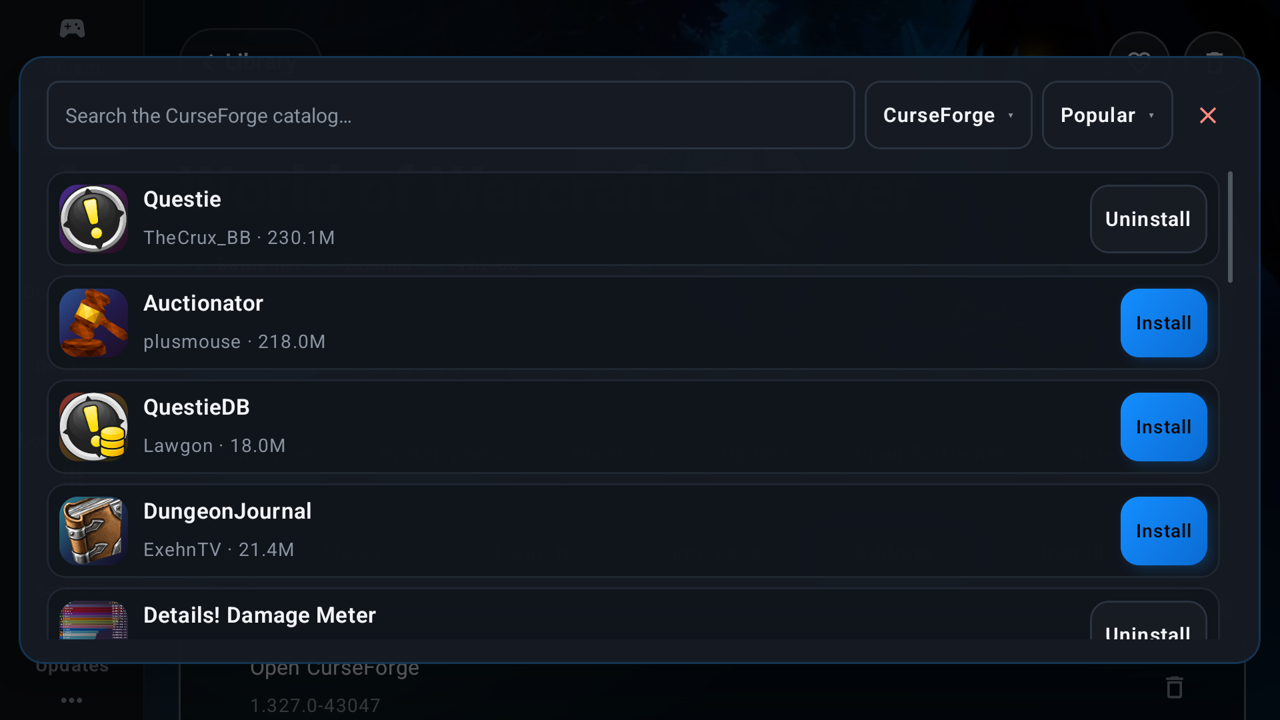 Library
Search the CurseForge catalog...
CurseForge
Popular
Questie
TheCrux_BB · 230.1M
Uninstall
Auctionator
plusmouse · 218.0M
Install
QuestieDB
Lawgon · 18.0M
Install
DungeonJournal
ExehnTV · 21.4M
Install
Details! Damage Meter
Uninstall
Updates
Open CurseForge
1.327.0-43047